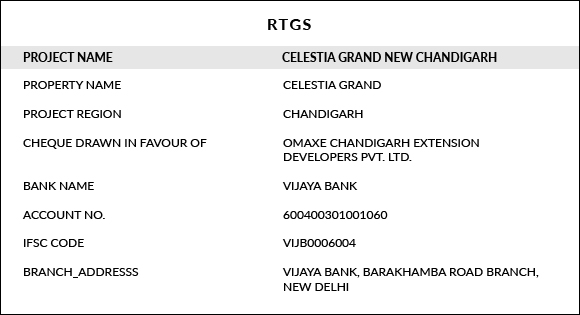 RTGS
PROJECT NAME CELESTIA GRAND NEW CHANDIGARH
PROPERTY NAME CELESTIA GRAND
PROJECT REGION CHANDIGARH
CHEQUE DRAWN IN FAVOUR OF OMAXE CHANDIGARH EXTENSION
DEVELOPERS PVT. LTD.
BANK NAME VIJAYA BANK
ACCOUNT NO. 600400301001060
IFSC CODE VIJB0006004
BRANCH_ADDRESSS VIJAYA BANK, BARAKHAMBA ROAD BRANCH,
NEW DELHI